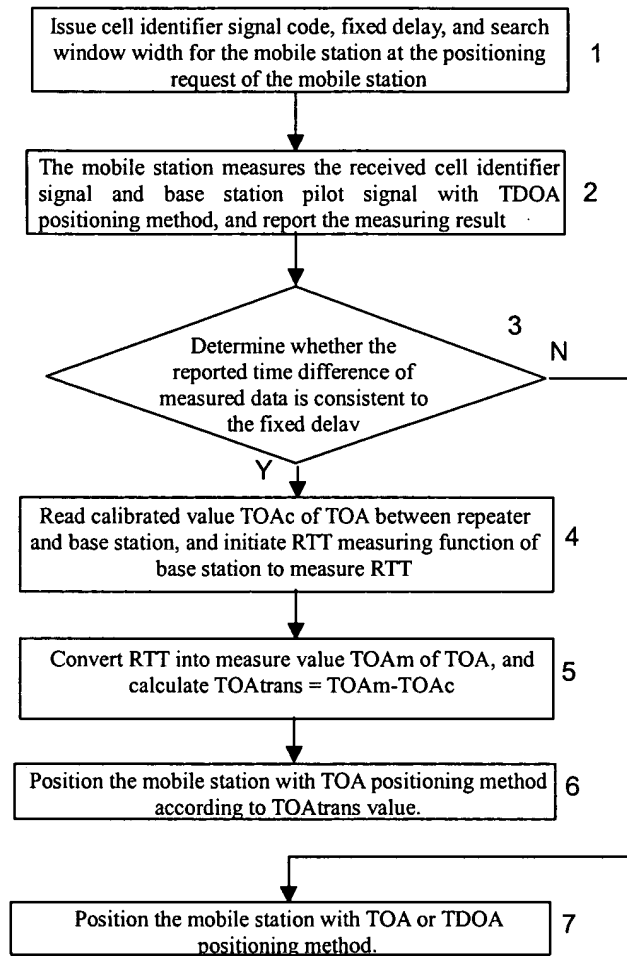 Issue cell identifier signal code, fixed delay, and search
window width for the mobile station at the positioning
request of the mobile station
1
The mobile station measures the received cell identifier
signal and base station pilot signal with TDOA
positioning method, and report the measuring result
2
3
N
Determine whether the
reported time difference of
measured data is consistent to
the fixed delay
Y
Read calibrated value TOAc of TOA between repeater
and base station, and initiate RTT measuring function of
base station to measure RTT
4
Convert RTT into measure value TOAm of TOA, and
calculate TOAtrans = TOAm-TOAc
5
Position the mobile station with TOA positioning method
according to TOAtrans value.
6
Position the mobile station with TOA or TDOA
positioning method.
7